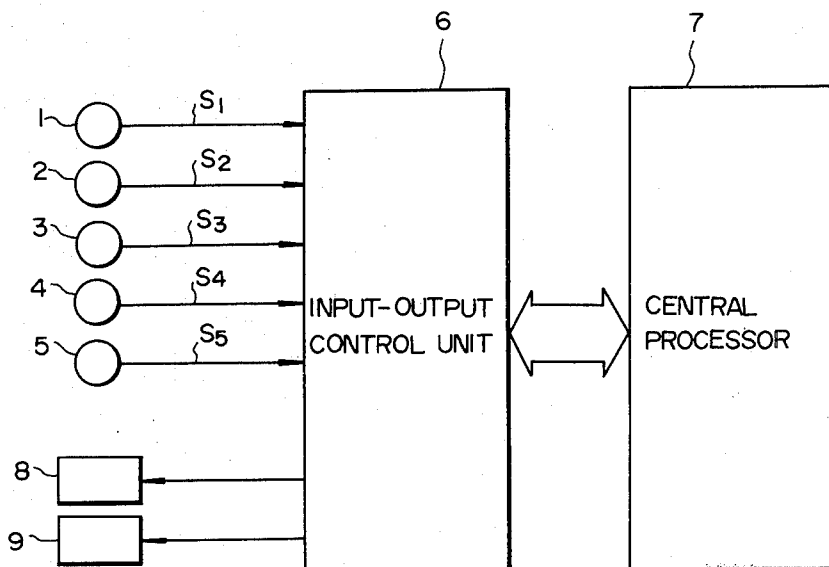 6
7
1
S1
2
S2
3
S3
4
S4
5
S5
INPUT-OUTPUT
CONTROL UNIT
CENTRAL
PROCESSOR
8
9